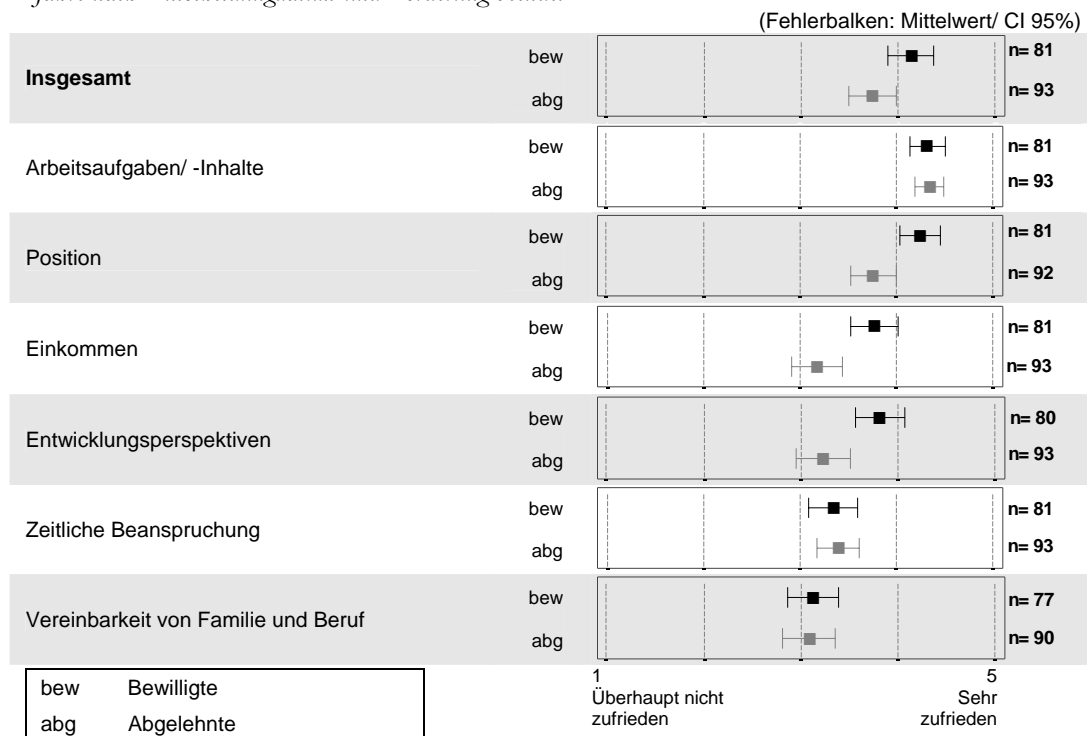 (Fehlerbalken: Mittelwert/ CI 95%)
Insgesamt
bew
n= 81
abg
n= 93
Arbeitsaufgaben/ -Inhalte
bew
n= 81
abg
n= 93
Position
bew
n= 81
abg
n= 92
Einkommen
bew
n= 81
abg
n= 93
Entwicklungsperspektiven
bew
n= 80
abg
n= 93
Zeitliche Beanspruchung
bew
n= 81
abg
n= 93
Vereinbarkeit von Familie und Beruf
bew
n= 77
abg
n= 90
1
5
Überhaupt nicht
zufrieden
Sehr
zufrieden
bew Bewilligte
abg Abgelehnte